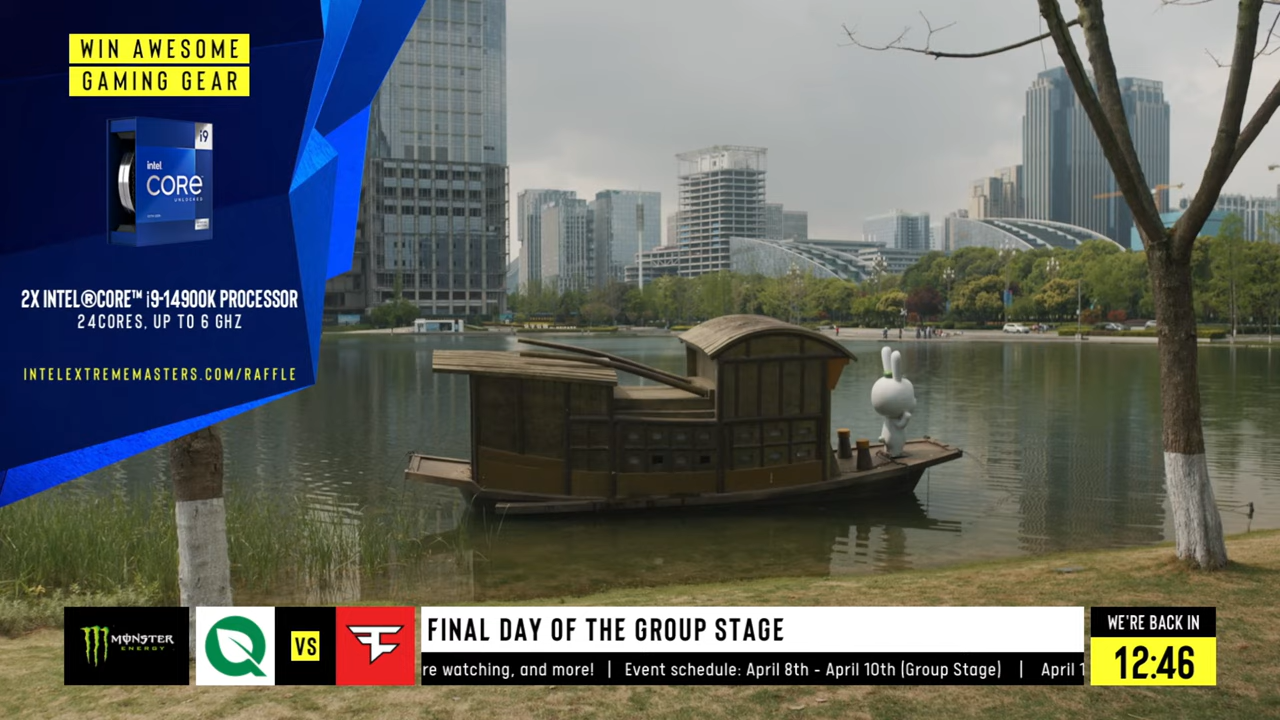 WIN AWESOME
GAMING GEAR
i9
intel
CORE
UNLOCKED
2X INTEL®CORE™ i9-14900K PROCESSOR
24CORES, UP TO 6 GHZ
INTELEXTREMEMASTERS.COM/RAFFLE
MONSTER
ENERGY
VS
FINAL DAY OF THE GROUP STAGE
re watching, and more! | Event schedule: April 8th - April 10th (Group Stage) | April 1
WE'RE BACK IN
12:46